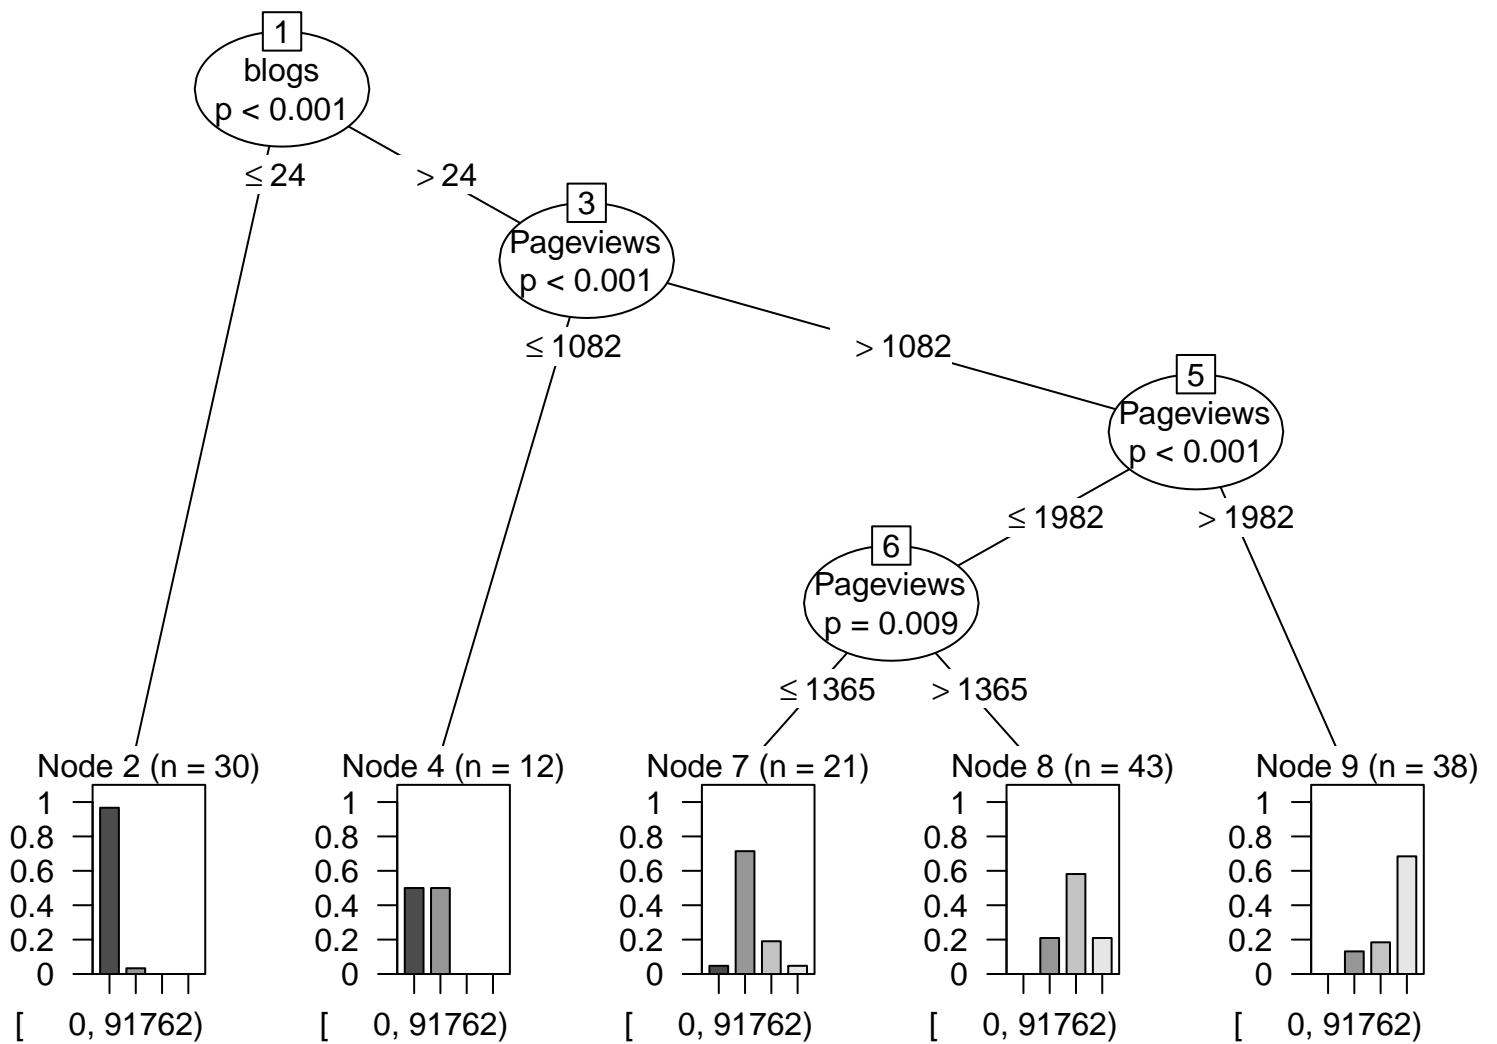 1
blogs
p < 0.001
≤ 24
> 24
3
Pageviews
p < 0.001
≤ 1082
> 1082
5
Pageviews
p < 0.001
≤ 1982
> 1982
6
Pageviews
p = 0.009
≤ 1365
> 1365
Node 2 (n = 30)
1
0.8
0.6
0.4
0.2
0
[ 0, 91762)
Node 4 (n = 12)
1
0.8
0.6
0.4
0.2
0
[ 0, 91762)
Node 7 (n = 21)
1
0.8
0.6
0.4
0.2
0
[ 0, 91762)
Node 8 (n = 43)
1
0.8
0.6
0.4
0.2
0
[ 0, 91762)
Node 9 (n = 38)
1
0.8
0.6
0.4
0.2
0
[ 0, 91762)